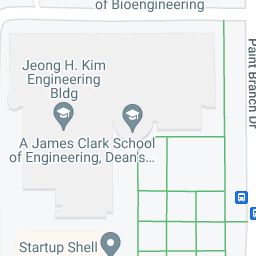 of Bioengineering
Jeong H. Kim
Engineering
Bldg
A James Clark School
of Engineering, Dean's...
Paint Branch Dr
Startup Shell